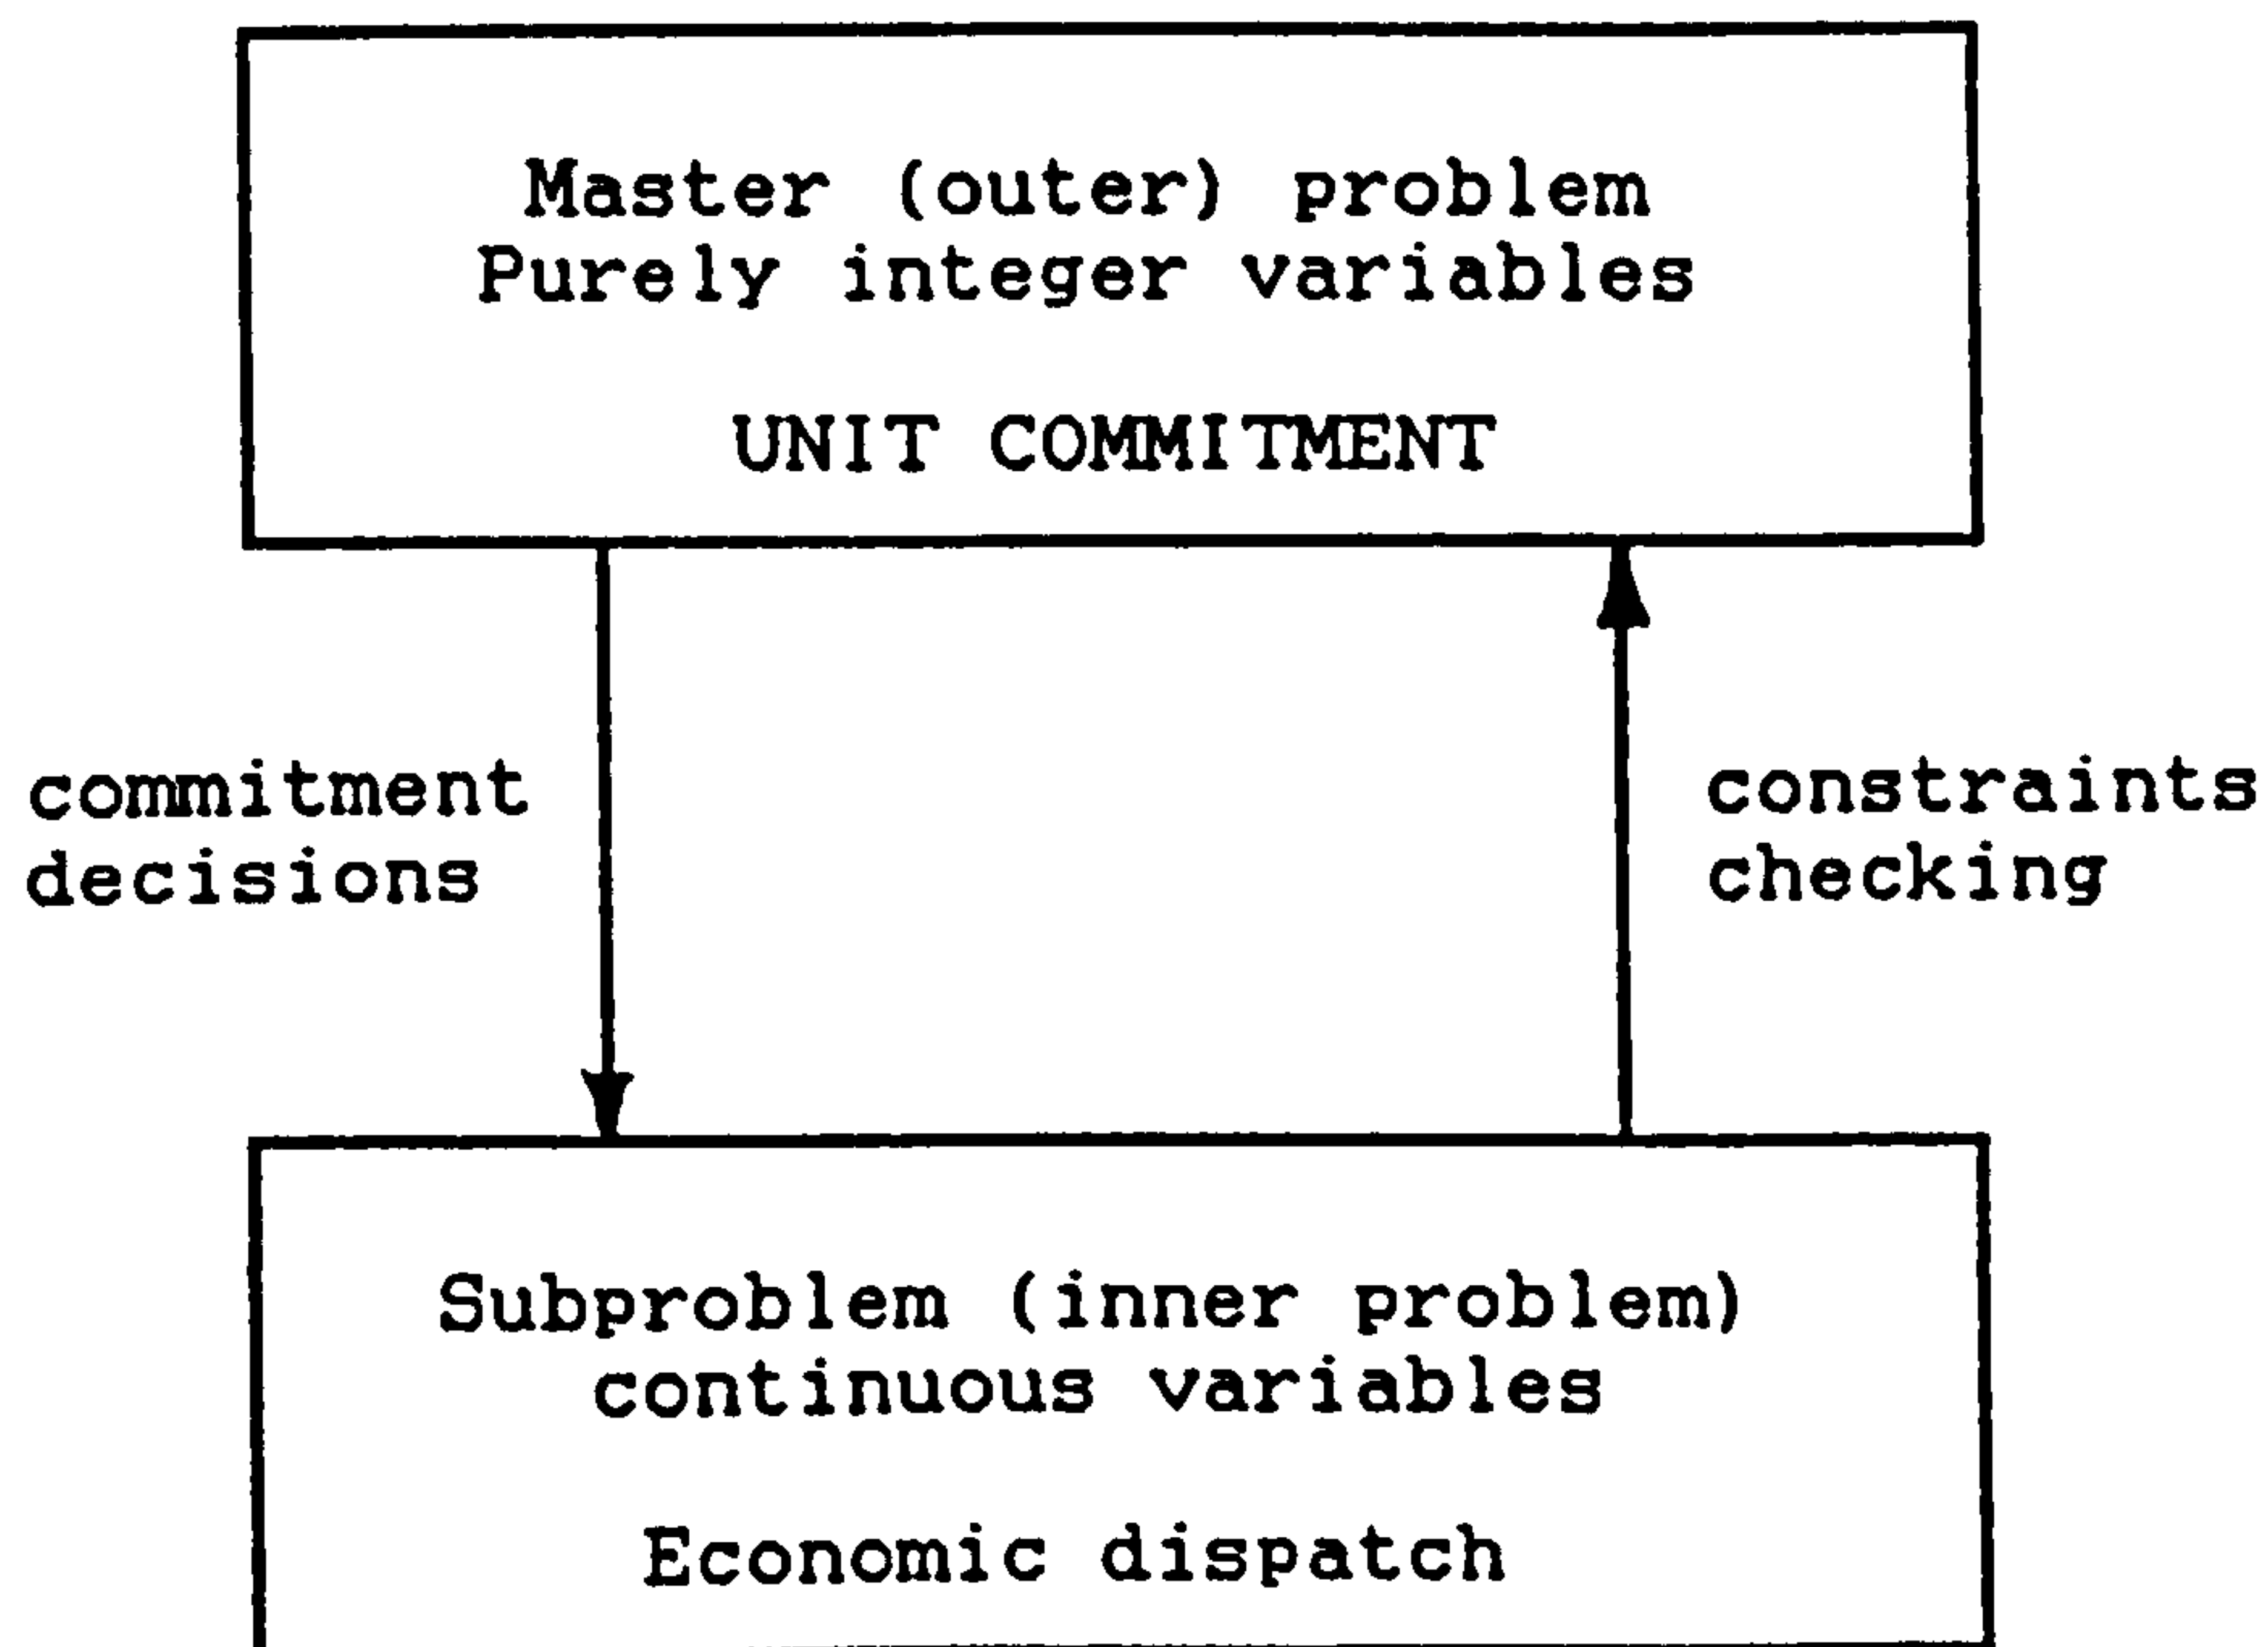 Master (outer) problem
Purely integer variables
UNIT COMMITMENT
commitment
decisions
constraints
checking
Subproblem (inner problem)
continuous variables
Economic dispatch